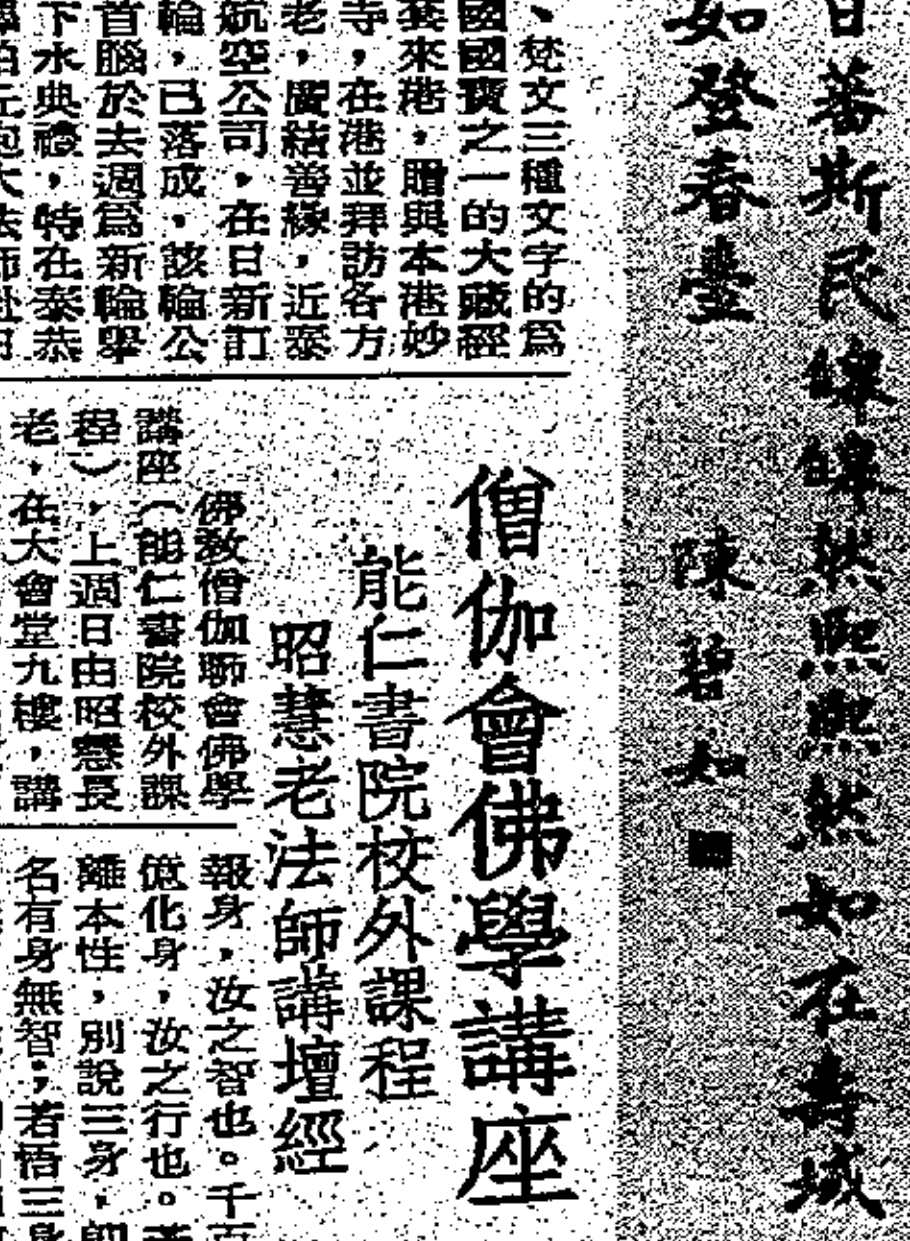 日蓄斯民皞皞然熙熙然如在壽域
如登春臺　陳碧如
、梵文三種文字的爲
國國寶之一的大藏經
套來港，贈與本港妙
寺，在港並拜訪各方
老，廣結善緣，近泰
航空公司，在日新訂
輪，已落成，該輪公
首腦於去週爲新輪舉
下水典禮，特在泰恭
僧伽會佛學講座
能仁書院校外課程
昭慧老法師講壇經
佛敎僧伽聯會佛學
講座（能仁書院校外課
程），上週日由昭慧長
老，在大會堂九樓，講
報身，汝之智也。千百
億化身，汝之行也。若
離本性，別說三身，卽
名有身無智；若悟三身